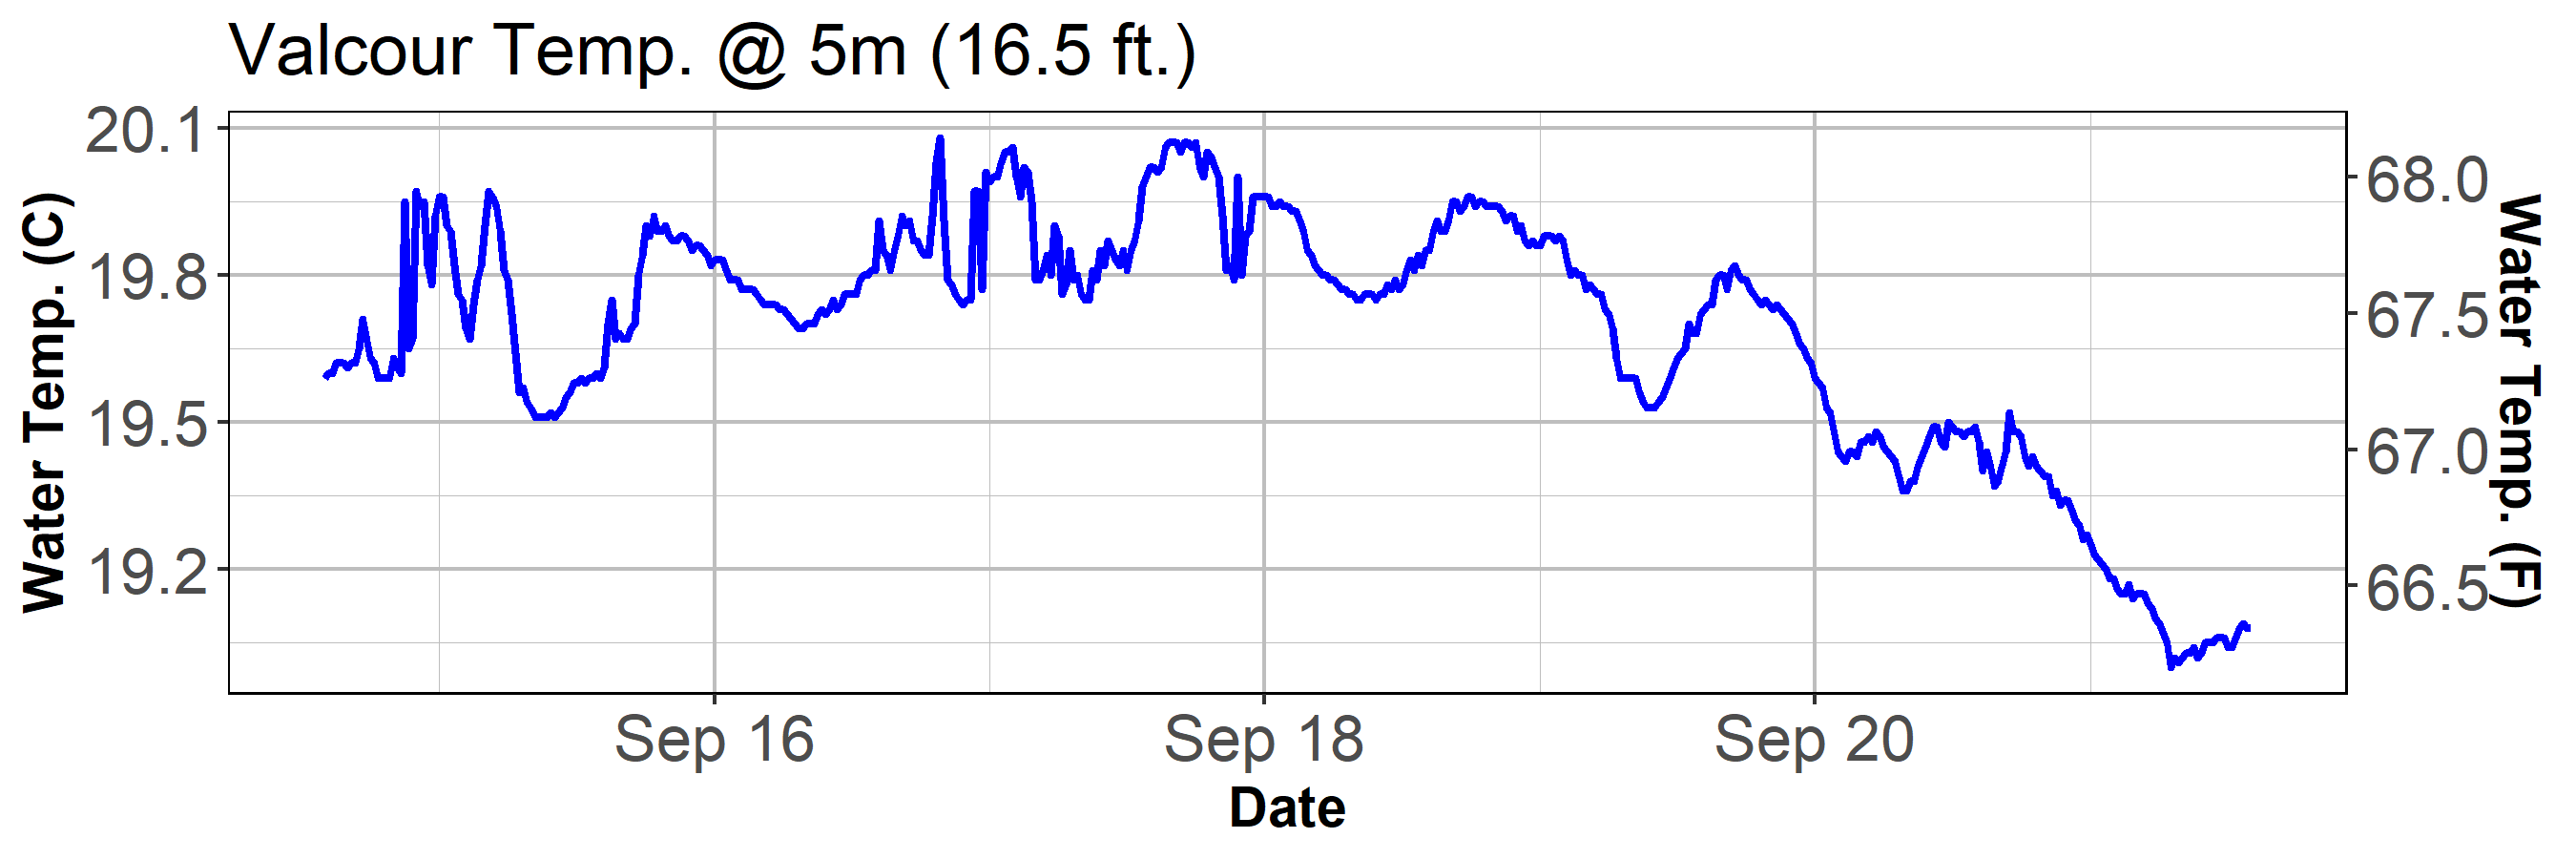 Valcour Temp. @ 5m (16.5 ft.)
Water Temp. (C)
20.1
19.8
19.5
19.2
68.0
67.5
67.0
66.5
Water Temp. (F)
Sep 16 Sep 18 Sep 20
Date